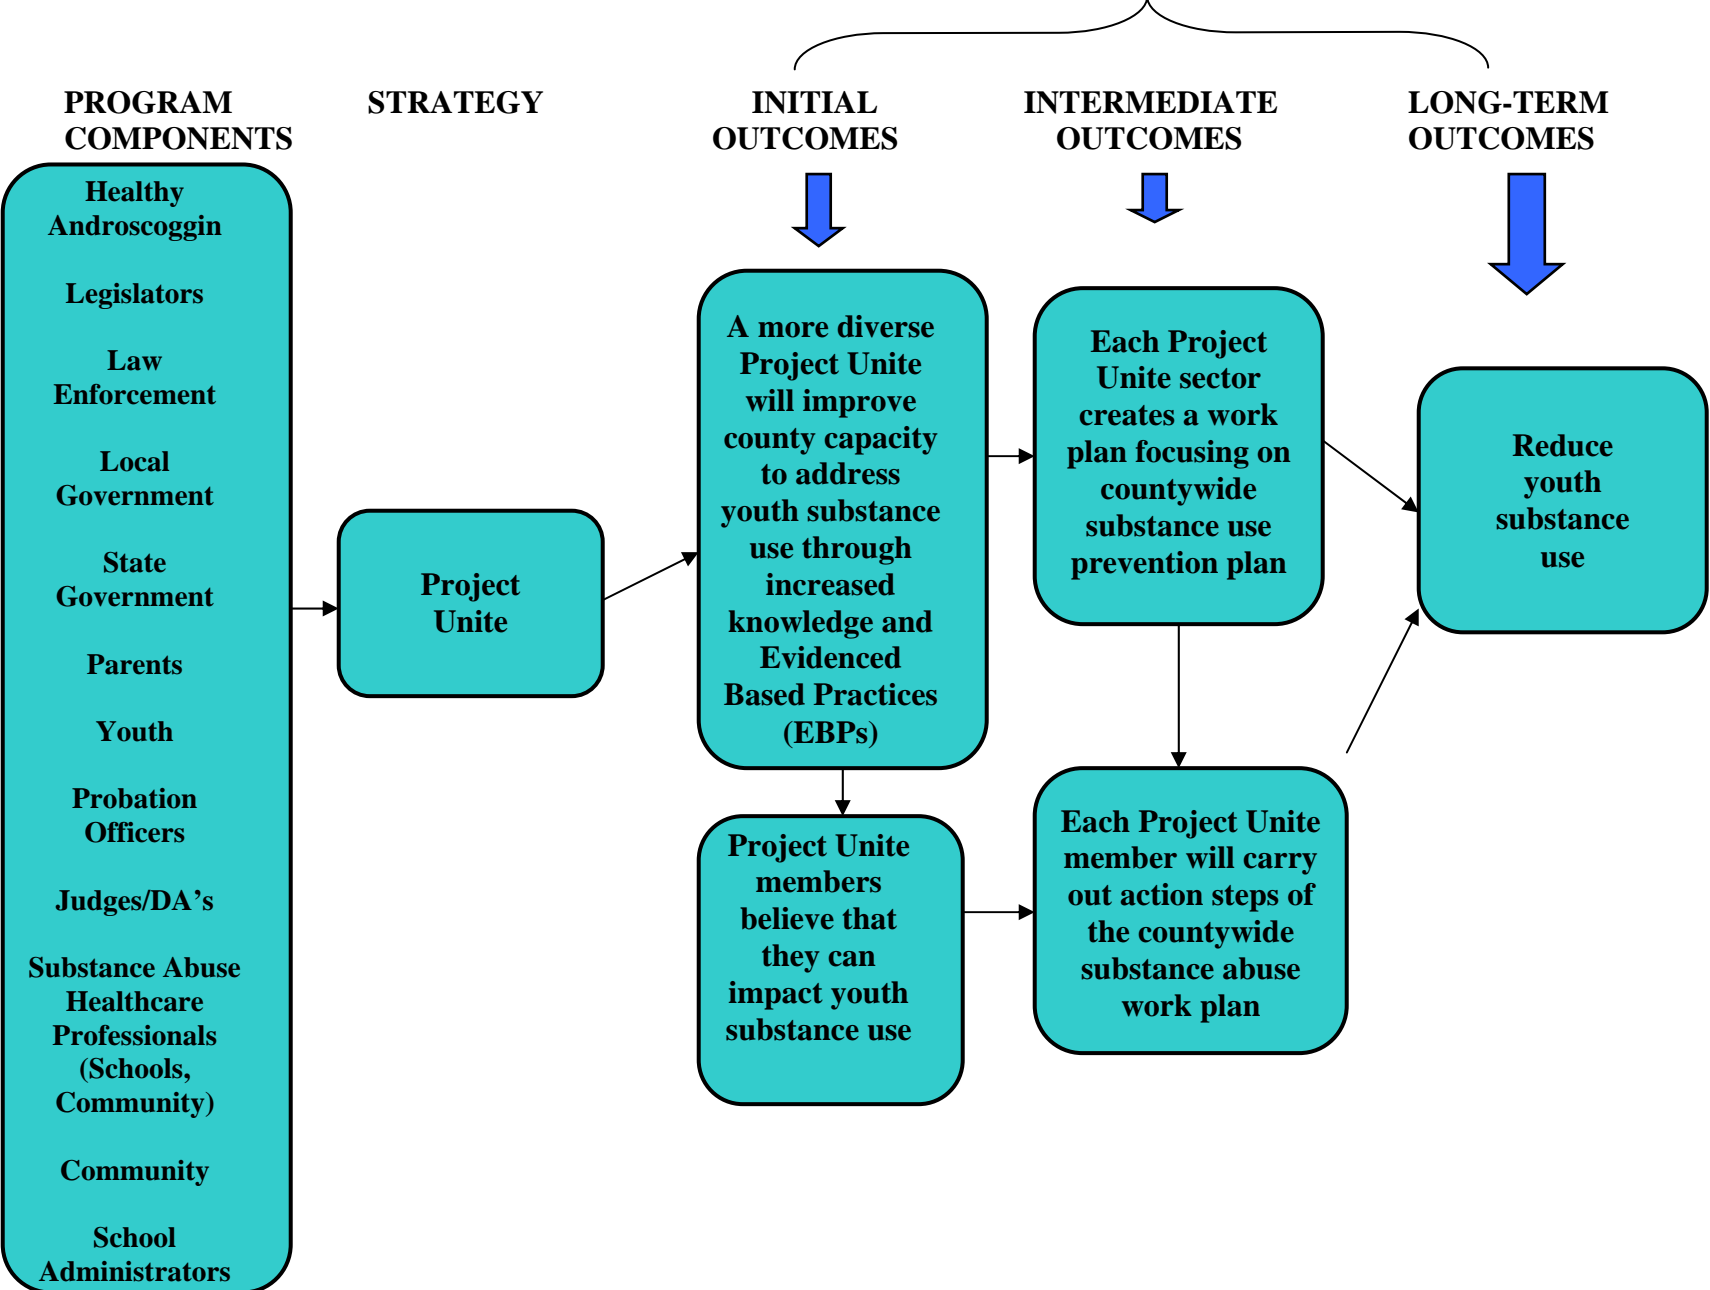 PROGRAM
COMPONENTS
STRATEGY
INITIAL
OUTCOMES
INTERMEDIATE
OUTCOMES
LONG-TERM
OUTCOMES
Healthy
Androscoggin
Legislators
Law
Enforcement
Local
Government
State
Government
Parents
Youth
Probation
Officers
Judges/DA’s
Substance Abuse
Healthcare
Professionals
(Schools,
Community)
Community
School
Administrators
Project
Unite
A more diverse
Project Unite
will improve
county capacity
to address
youth substance
use through
increased
knowledge and
Evidenced
Based Practices
(EBPs)
Project Unite
members
believe that
they can
impact youth
substance use
Each Project
Unite sector
creates a work
plan focusing on
countywide
substance use
prevention plan
Each Project Unite
member will carry
out action steps of
the countywide
substance abuse
work plan
Reduce
youth
substance
use